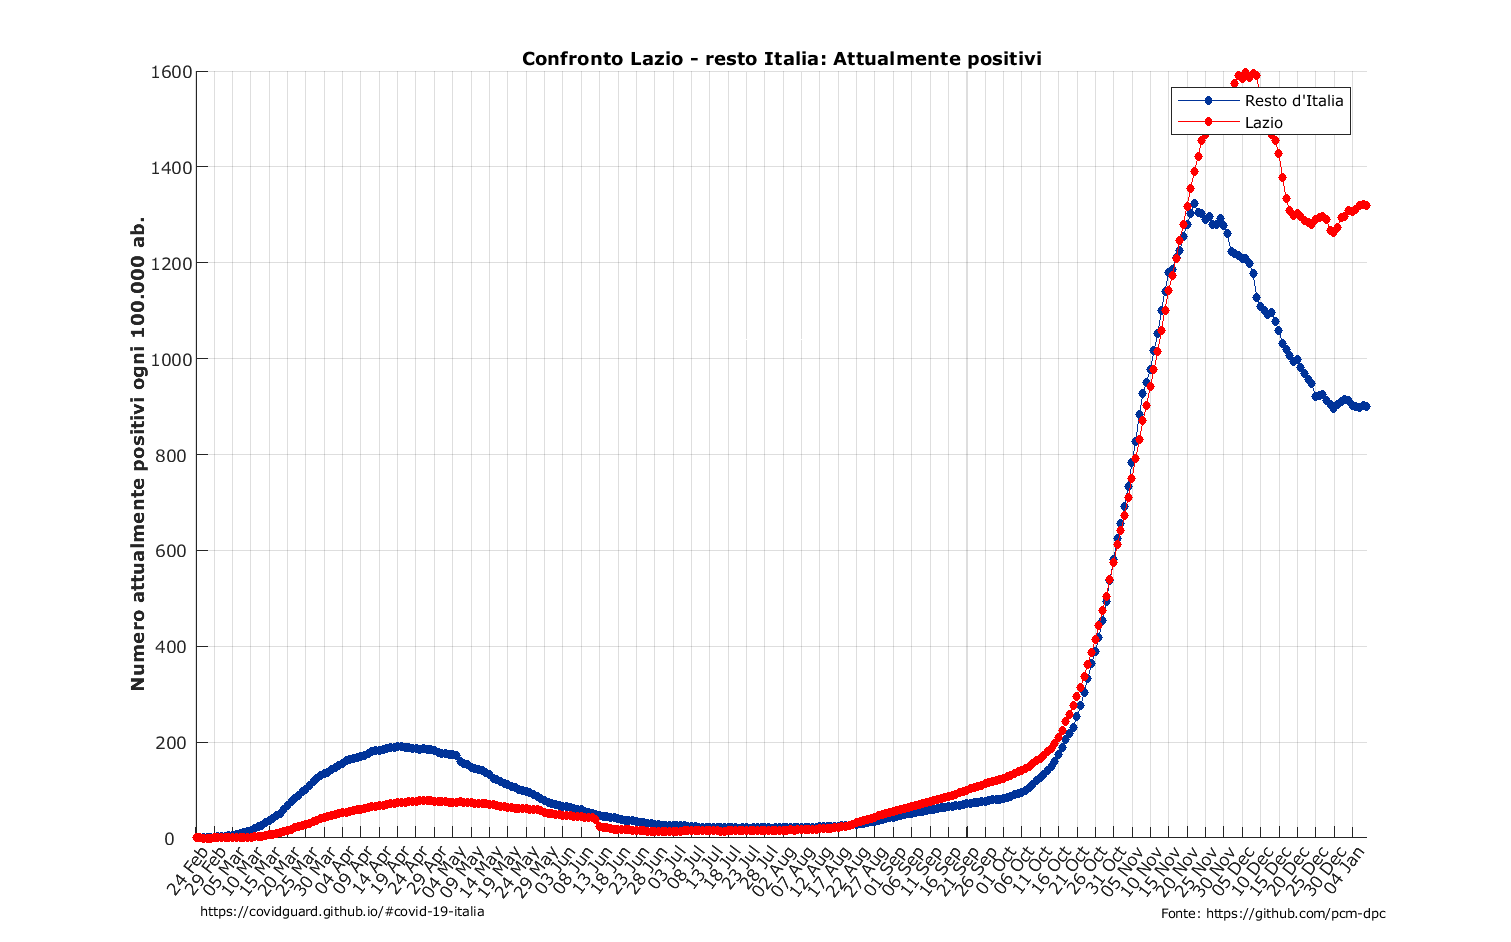 Confronto Lazio - resto Italia: Attualmente positivi
1600
1400
1200
1000
800
600
400
200
0
Numero attualmente positivi ogni 100.000 ab.
Resto d'Italia
Lazio
24 Feb
29 Feb
05 Mar
10 Mar
15 Mar
20 Mar
25 Mar
30 Mar
04 Apr
09 Apr
14 Apr
19 Apr
24 Apr
29 Apr
04 May
09 May
14 May
19 May
24 May
29 May
03 Jun
08 Jun
13 Jun
18 Jun
23 Jun
28 Jun
03 Jul
08 Jul
13 Jul
18 Jul
23 Jul
28 Jul
02 Aug
07 Aug
12 Aug
17 Aug
22 Aug
27 Aug
01 Sep
06 Sep
11 Sep
16 Sep
21 Sep
26 Sep
01 Oct
06 Oct
11 Oct
16 Oct
21 Oct
26 Oct
31 Oct
05 Nov
10 Nov
15 Nov
20 Nov
25 Nov
30 Nov
05 Dec
10 Dec
15 Dec
20 Dec
25 Dec
30 Dec
04 Jan
https://covidguard.github.io/#covid-19-italia
Fonte: https://github.com/pcm-dpc